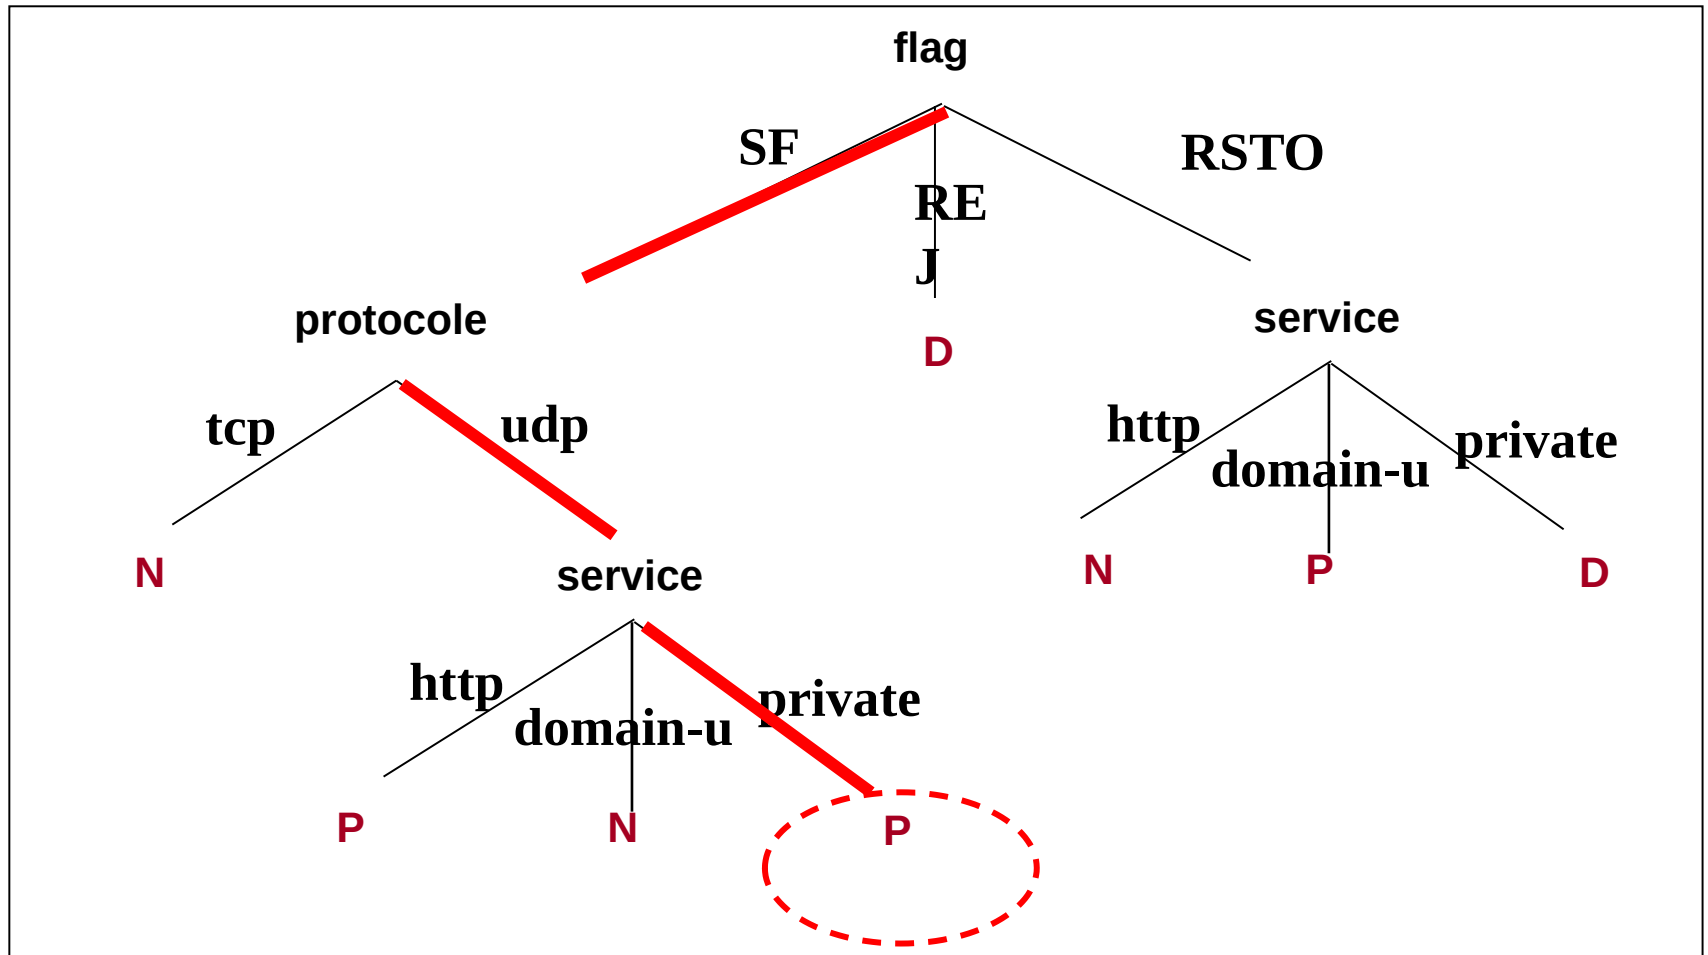 flag
SF
RSTO
RE
J
protocole
service
D
tcp
udp
http
domain-u
private
N
service
N
P
D
http
domain-u
private
P
N
P